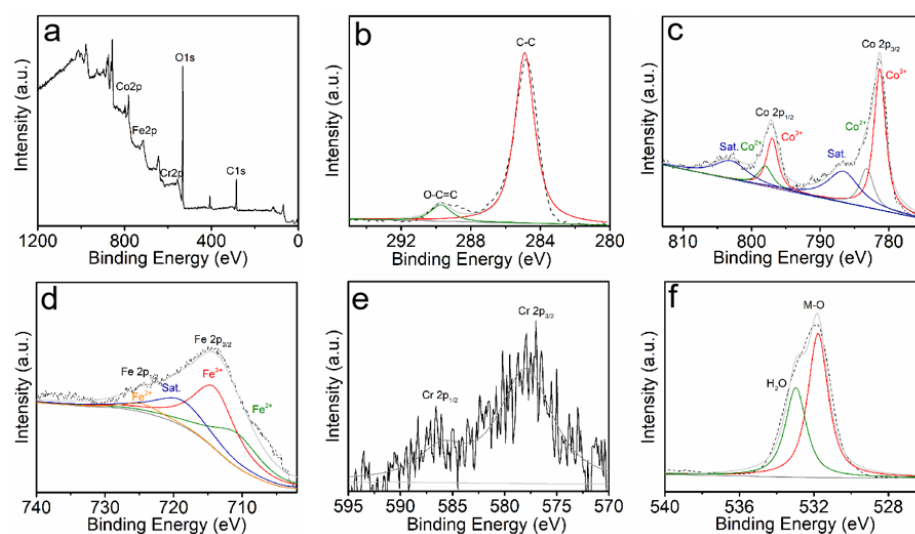 a
O1s
Co2p
Fe2p
Cr2p
C1s
Intensity (a.u.)
1200 800 400 0
Binding Energy (eV)
b
C-C
O-C=C
Intensity (a.u.)
292 288 284 280
Binding Energy (eV)
c
Co 2p3/2
Co3+
Co 2p1/2
Co2+
Sat.
Co2+
Co3+
Sat.
Intensity (a.u.)
810 800 790 780
Binding Energy (eV)
d
Fe 2p3/2
Fe 2p1/2
Sat.
Fe3+
Fe2+
Intensity (a.u.)
740 730 720 710
Binding Energy (eV)
e
Cr 2p3/2
Cr 2p1/2
Intensity (a.u.)
595 590 585 580 575 570
Binding Energy (eV)
f
M-O
H2O
Intensity (a.u.)
540 536 532 528
Binding Energy (eV)